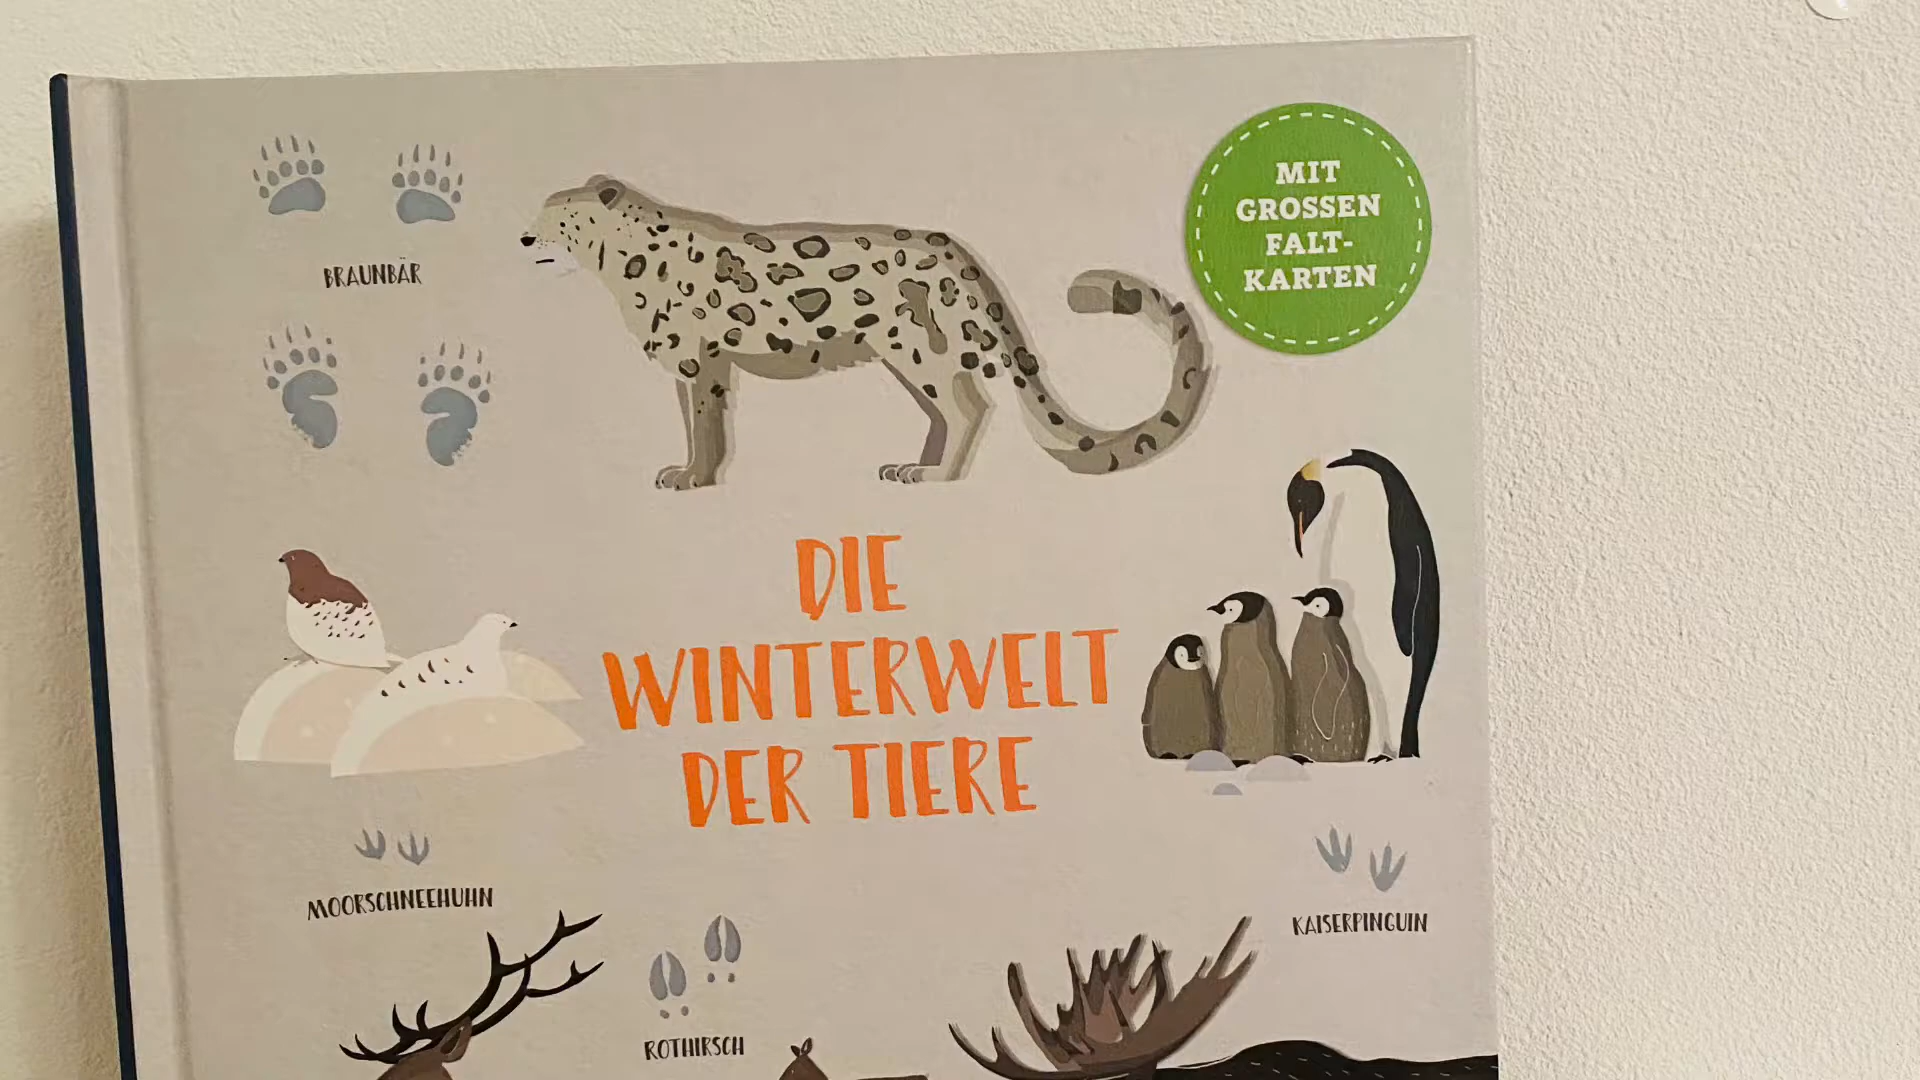 MIT
GROSSEN
FALT-
KARTEN
BRAUNBÄR
DIE
WINTERWELT
DER TIERE
MOORSCHNEEHUHN
KAISERPINGUIN
ROTHIRSCH